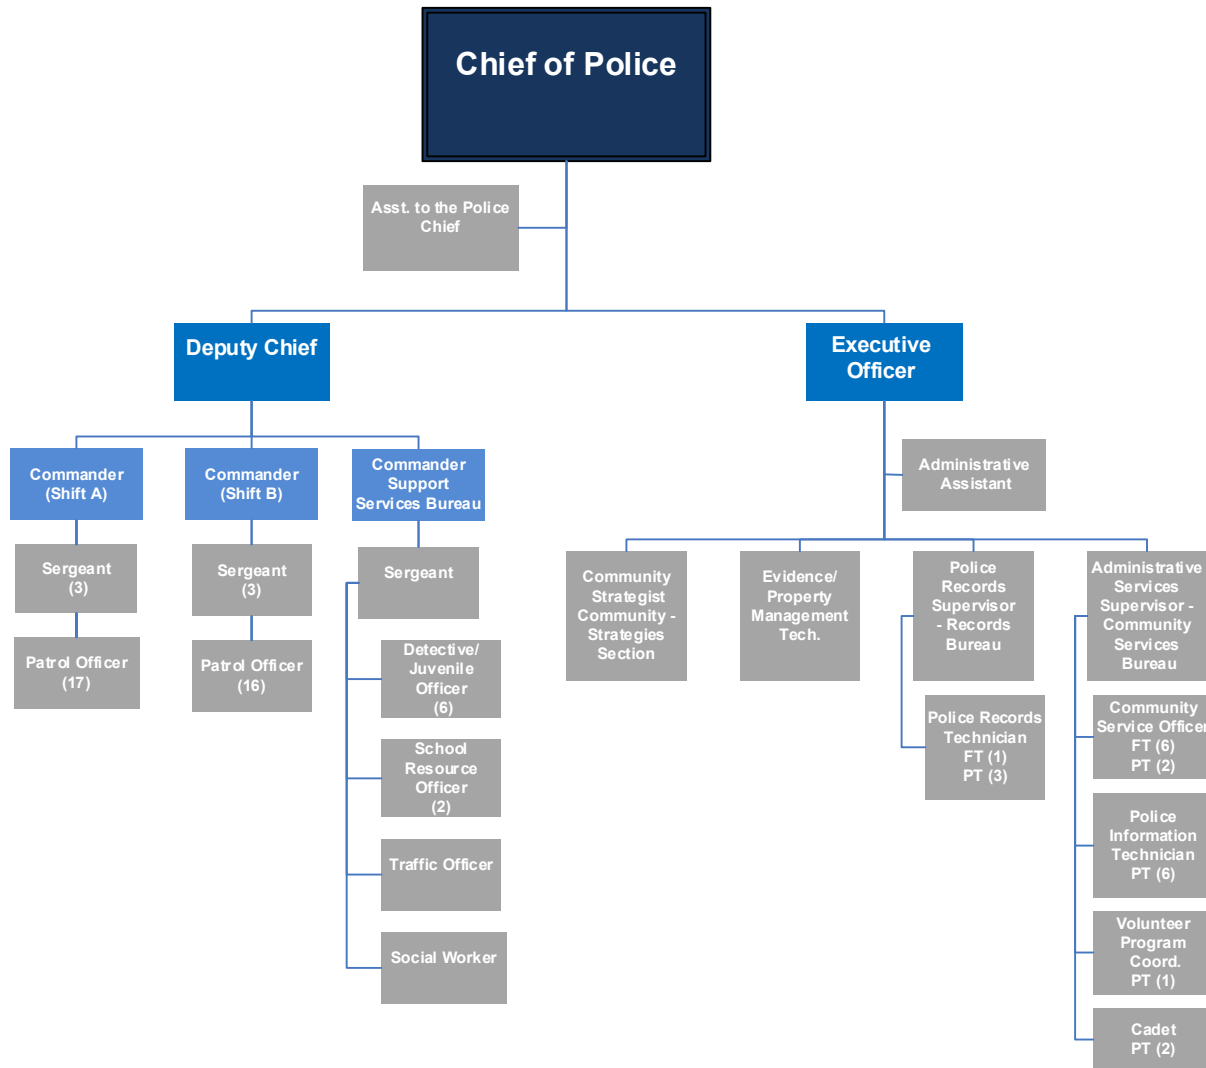 Chief of Police
Asst. to the Police
Chief
Deputy Chief
Executive
Officer
Commander
(Shift A)
Commander
(Shift B)
Commander
Support
Services Bureau
Administrative
Assistant
Sergeant
(3)
Sergeant
(3)
Sergeant
Patrol Officer
(17)
Patrol Officer
(16)
Detective/
Juvenile
Officer
(6)
School
Resource
Officer
(2)
Traffic Officer
Social Worker
Community
Strategist
Community -
Strategies
Section
Evidence/
Property
Management
Tech.
Police
Records
Supervisor
- Records
Bureau
Administrative
Services
Supervisor -
Community
Services
Bureau
Police Records
Technician
FT (1)
PT (3)
Community
Service Officer
FT (6)
PT (2)
Police
Information
Technician
PT (6)
Volunteer
Program
Coord.
PT (1)
Cadet
PT (2)